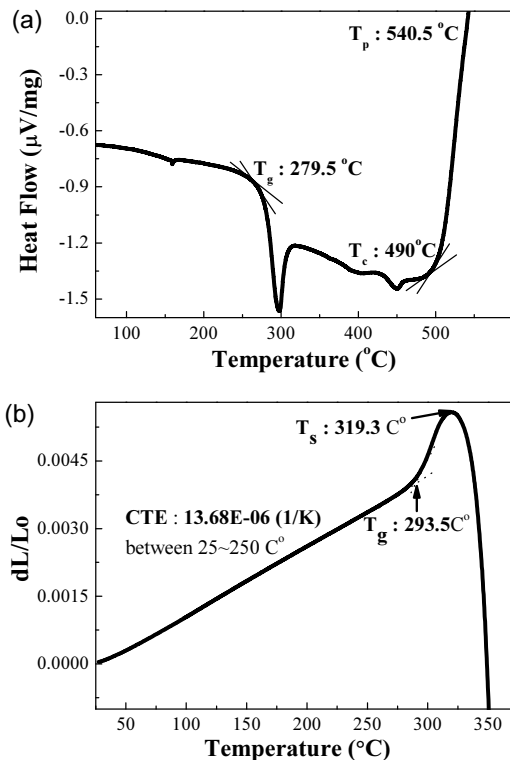 (a)
0.0
-0.3
-0.6
-0.9
-1.2
-1.5
Heat Flow (μV/mg)
Tp : 540.5 °C
Tg : 279.5 °C
Tc : 490°C
100 200 300 400 500
Temperature (°C)
(b)
0.0045
0.0030
0.0015
0.0000
dL/Lo
Ts : 319.3 C°
CTE : 13.68E-06 (1/K)
between 25~250 C°
Tg : 293.5C°
50 100 150 200 250 300 350
Temperature (°C)